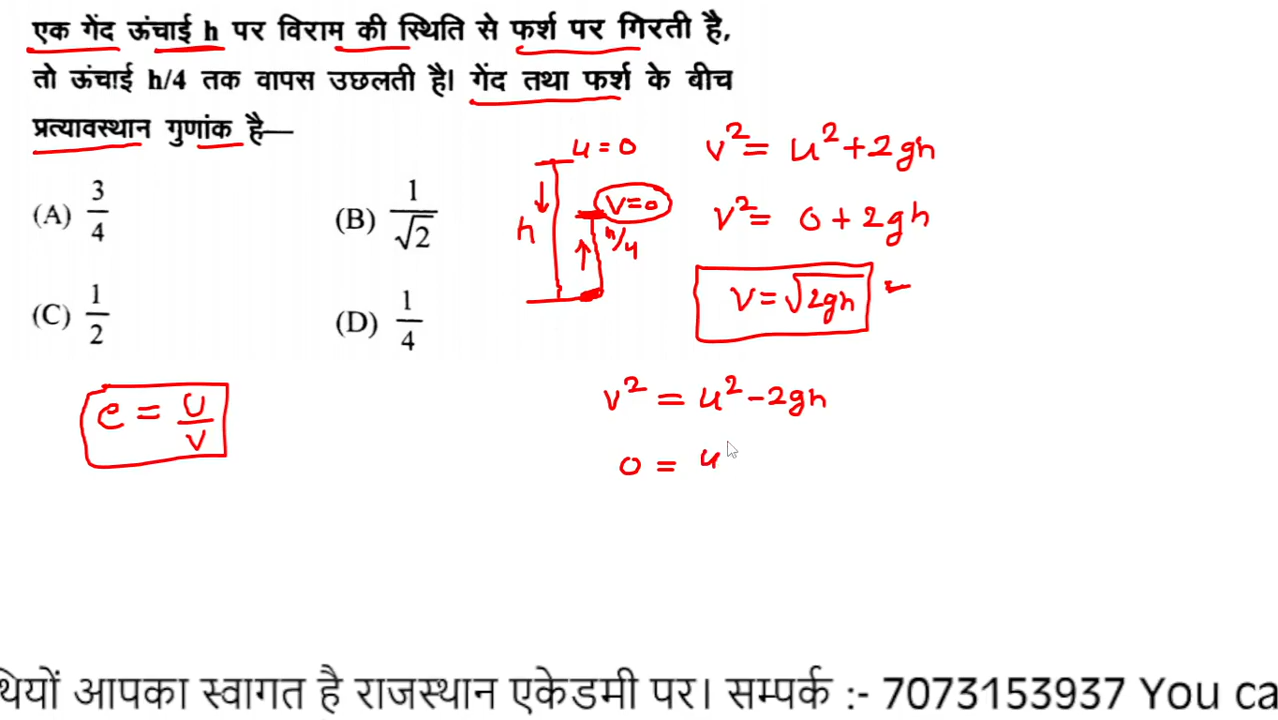 एक गेंद ऊंचाई h पर विराम की स्थिति से फर्श पर गिरती है,
तो ऊंचाई h/4 तक वापस उछलती है। गेंद तथा फर्श के बीच
प्रत्यावस्थान गुणांक है—
(A) 3/4 (B) 1/√2
(C) 1/2 (D) 1/4
u = 0
v=0
h
h/4
v² = u² + 2gh
v² = 0 + 2gh
v = √2gh
e = u/v
v² = u² - 2gh
0 = u
थियों आपका स्वागत है राजस्थान एकेडमी पर। सम्पर्क :- 7073153937 You ca